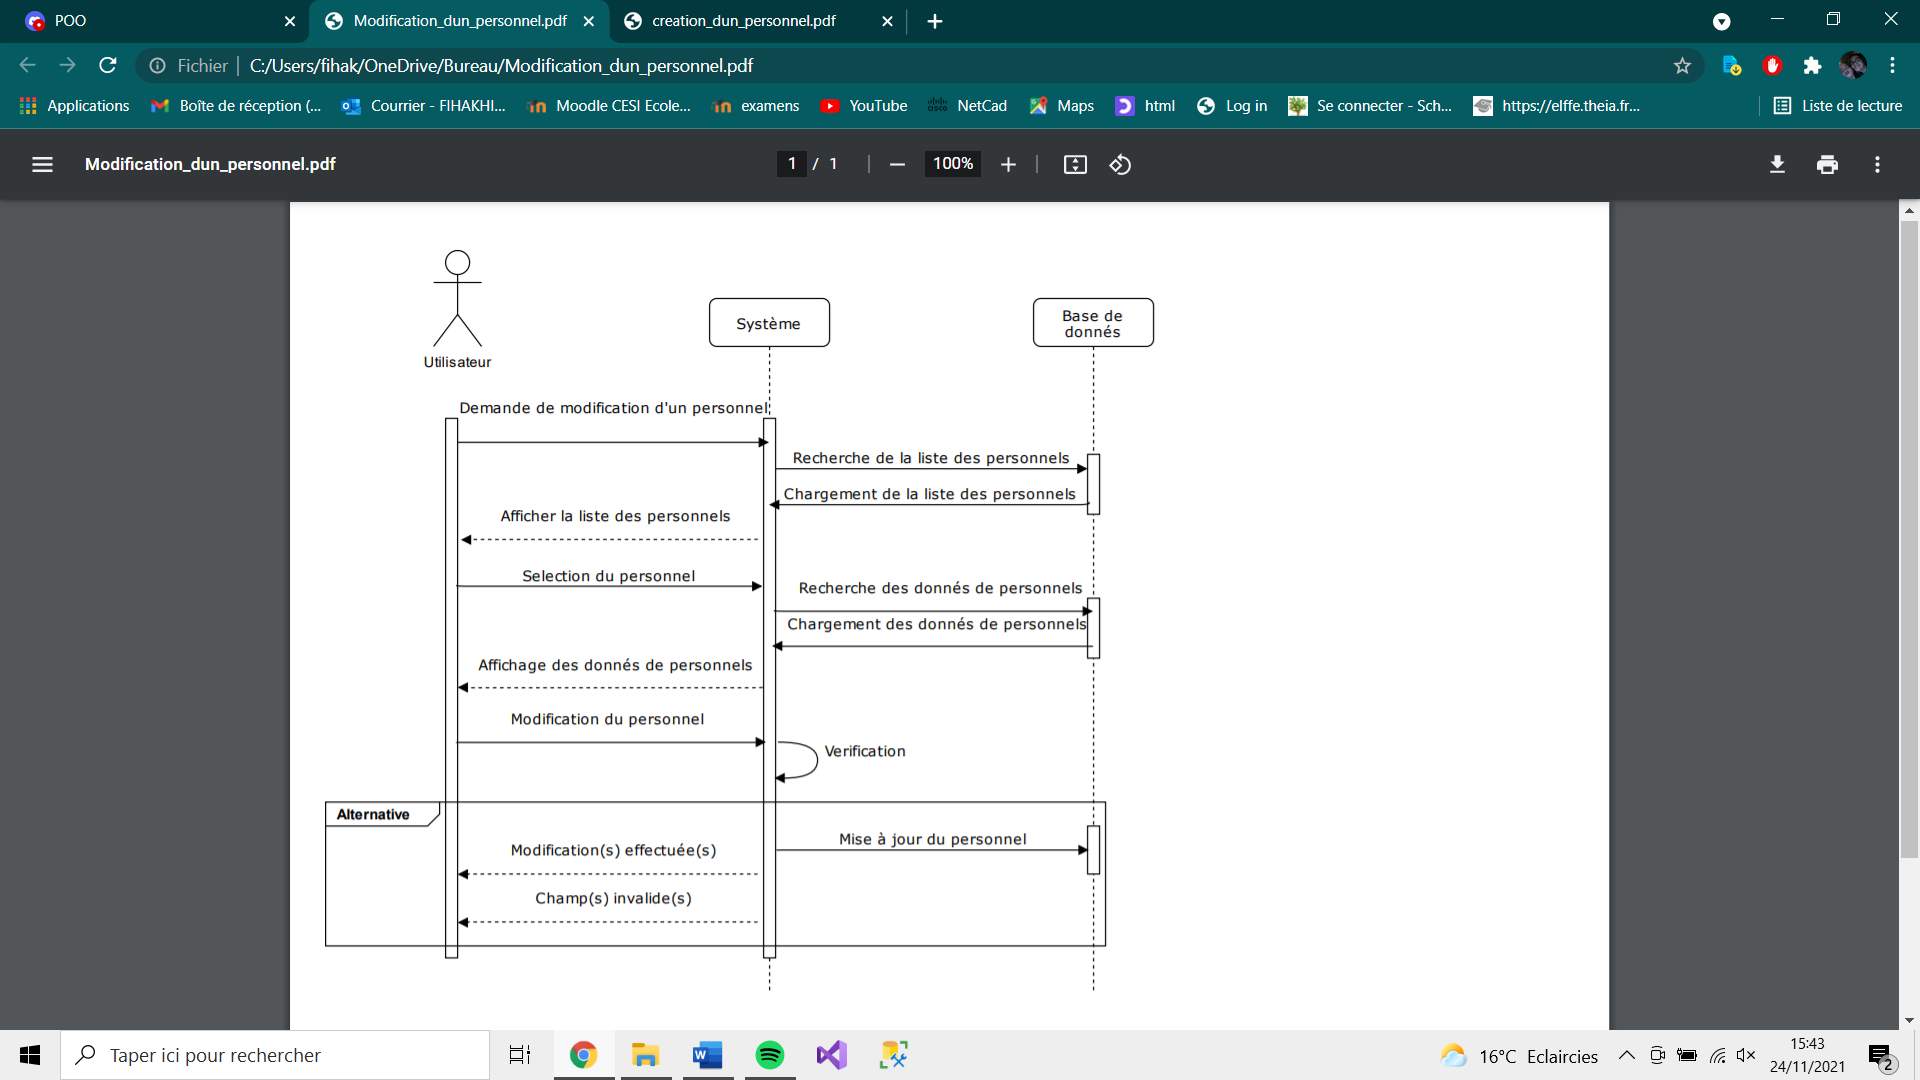 POO
Modification_dun_personnel.pdf
creation_dun_personnel.pdf
Fichier | C:/Users/fihak/OneDrive/Bureau/Modification_dun_personnel.pdf
Applications
Boîte de réception (...
Courrier - FIHAKHI...
Moodle CESI Ecole...
examens
YouTube
NetCad
Maps
html
Log in
Se connecter - Sch...
https://elffe.theia.fr...
Liste de lecture
Modification_dun_personnel.pdf
1 / 1
100%
Utilisateur
Système
Base de
donnés
Demande de modification d'un personnel
Recherche de la liste des personnels
Chargement de la liste des personnels
Afficher la liste des personnels
Selection du personnel
Recherche des donnés de personnels
Chargement des donnés de personnels
Affichage des donnés de personnels
Modification du personnel
Verification
Alternative
Mise à jour du personnel
Modification(s) effectuée(s)
Champ(s) invalide(s)
Taper ici pour rechercher
16°C Eclaircies
15:43
24/11/2021
2